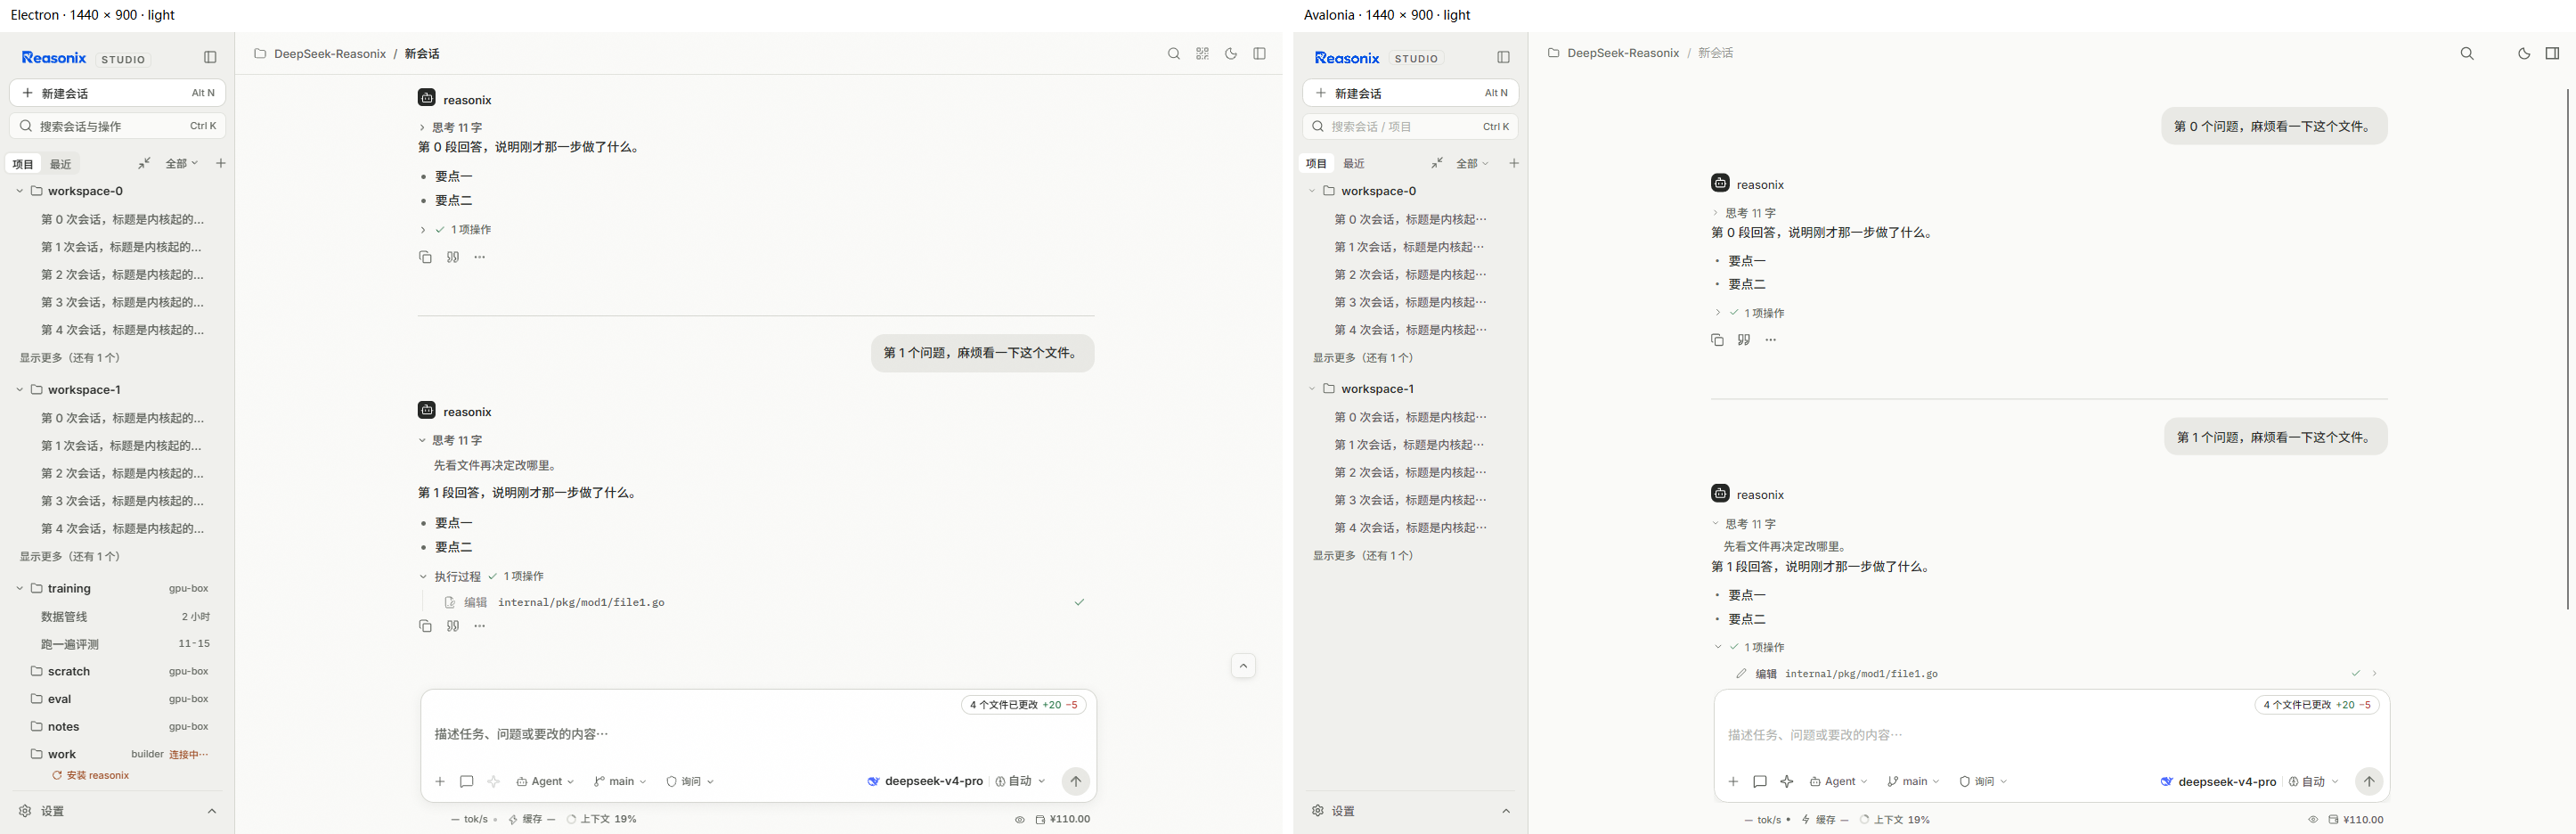 Electron · 1440 × 900 · light
Reasonix STUDIO
新建会话 Alt N
搜索会话与操作 Ctrl K
项目 最近 全部
workspace-0
第 0 次会话，标题是内核起的...
第 1 次会话，标题是内核起的...
第 2 次会话，标题是内核起的...
第 3 次会话，标题是内核起的...
第 4 次会话，标题是内核起的...
显示更多（还有 1 个）
workspace-1
第 0 次会话，标题是内核起的...
第 1 次会话，标题是内核起的...
第 2 次会话，标题是内核起的...
第 3 次会话，标题是内核起的...
第 4 次会话，标题是内核起的...
显示更多（还有 1 个）
training gpu-box
数据管线 2 小时
跑一遍评测 11-15
scratch gpu-box
eval gpu-box
notes gpu-box
work builder 连接中…
安装 reasonix
设置
DeepSeek-Reasonix / 新会话
reasonix
思考 11 字
第 0 段回答，说明刚才那一步做了什么。
• 要点一
• 要点二
✓ 1 项操作
第 1 个问题，麻烦看一下这个文件。
reasonix
思考 11 字
先看文件再决定改哪里。
第 1 段回答，说明刚才那一步做了什么。
• 要点一
• 要点二
执行过程 ✓ 1 项操作
编辑 internal/pkg/mod1/file1.go
4 个文件已更改 +20 −5
描述任务、问题或要改的内容…
Agent main 询问 deepseek-v4-pro 自动
— tok/s • 缓存 — 上下文 19% ¥110.00
Avalonia · 1440 × 900 · light
Reasonix STUDIO
新建会话 Alt N
搜索会话 / 项目 Ctrl K
项目 最近 全部
workspace-0
第 0 次会话，标题是内核起…
第 1 次会话，标题是内核起…
第 2 次会话，标题是内核起…
第 3 次会话，标题是内核起…
第 4 次会话，标题是内核起…
显示更多（还有 1 个）
workspace-1
第 0 次会话，标题是内核起…
第 1 次会话，标题是内核起…
第 2 次会话，标题是内核起…
第 3 次会话，标题是内核起…
第 4 次会话，标题是内核起…
显示更多（还有 1 个）
设置
DeepSeek-Reasonix / 新会话
第 0 个问题，麻烦看一下这个文件。
reasonix
思考 11 字
第 0 段回答，说明刚才那一步做了什么。
• 要点一
• 要点二
✓ 1 项操作
第 1 个问题，麻烦看一下这个文件。
reasonix
思考 11 字
先看文件再决定改哪里。
第 1 段回答，说明刚才那一步做了什么。
• 要点一
• 要点二
✓ 1 项操作
编辑 internal/pkg/mod1/file1.go
4 个文件已更改 +20 −5
描述任务、问题或要改的内容…
Agent main 询问 deepseek-v4-pro 自动
— tok/s • 缓存 — 上下文 19% ¥110.00